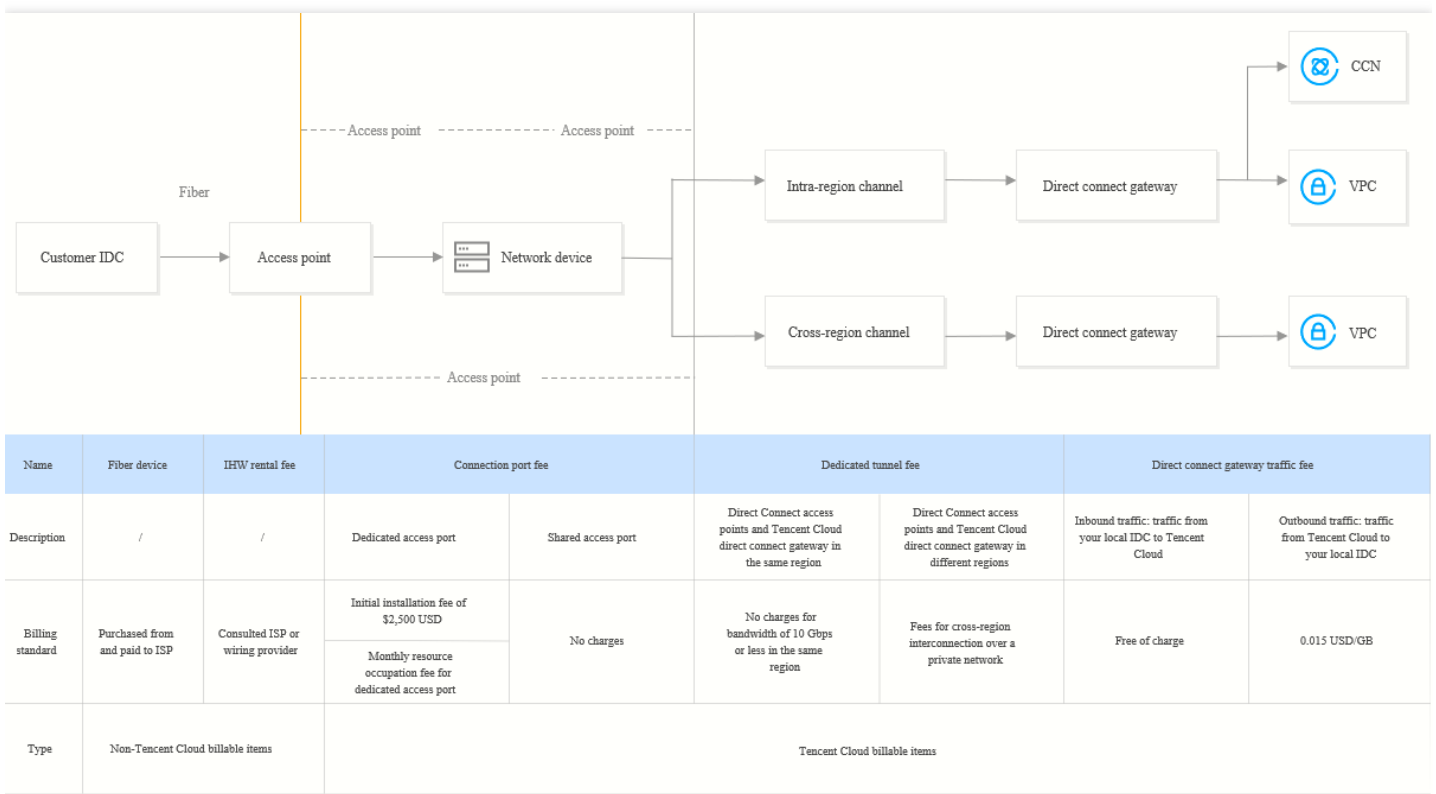 CCN
Access point
Access point
Fiber
Intra-region channel
Direct connect gateway
VPC
Customer IDC
Access point
Network device
Cross-region channel
Direct connect gateway
VPC
Access point
Name
Fiber device
IHW rental fee
Connection port fee
Dedicated tunnel fee
Direct connect gateway traffic fee
Description
/
/
Dedicated access port
Shared access port
Direct Connect access
points and Tencent Cloud
direct connect gateway in
the same region
Direct Connect access
points and Tencent Cloud
direct connect gateway in
different regions
Inbound traffic: traffic from
your local IDC to Tencent
Cloud
Outbound traffic: traffic
from Tencent Cloud to
your local IDC
Billing
standard
Purchased from
and paid to ISP
Consulted ISP or
wiring provider
Initial installation fee of
$2,500 USD
Monthly resource
occupation fee for
dedicated access port
No charges
No charges for
bandwidth of 10 Gbps
or less in the same
region
Fees for cross-region
interconnection over a
private network
Free of charge
0.015 USD/GB
Type
Non-Tencent Cloud billable items
Tencent Cloud billable items